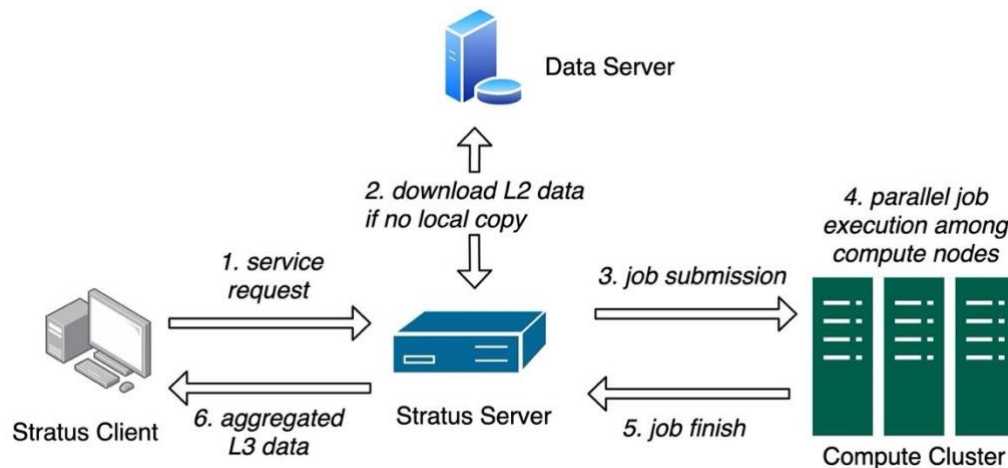 Data Server
2. download L2 data
if no local copy
4. parallel job
execution among
compute nodes
1. service
request
3. job submission
Stratus Client
6. aggregated
L3 data
Stratus Server
5. job finish
Compute Cluster